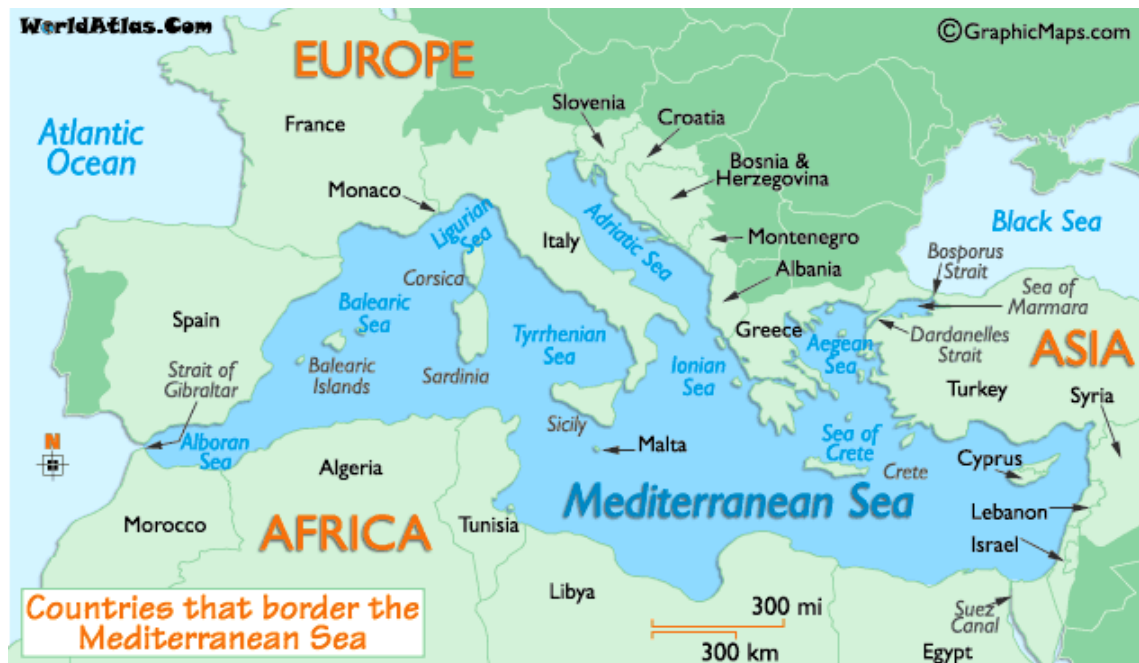 WorldAtlas.Com
©GraphicMaps.com
EUROPE
Atlantic
Ocean
France
Slovenia
Croatia
Bosnia &
Herzegovina
Monaco
Ligurian
Sea
Adriatic Sea
Italy
Montenegro
Albania
Black Sea
Bosporus
Strait
Sea of
Marmara
Corsica
Balearic
Sea
Spain
Tyrrhenian
Sea
Ionian
Sea
Greece
Aegean
Sea
Dardanelles
Strait
ASIA
Turkey
Syria
Strait of
Gibraltar
Balearic
Islands
Sardinia
Sicily
Malta
Sea of
Crete
Crete
Cyprus
N
Alboran
Sea
Algeria
Mediterranean Sea
Lebanon
Israel
Morocco
AFRICA
Tunisia
Libya
Suez
Canal
Egypt
Countries that border the
Mediterranean Sea
300 mi
300 km